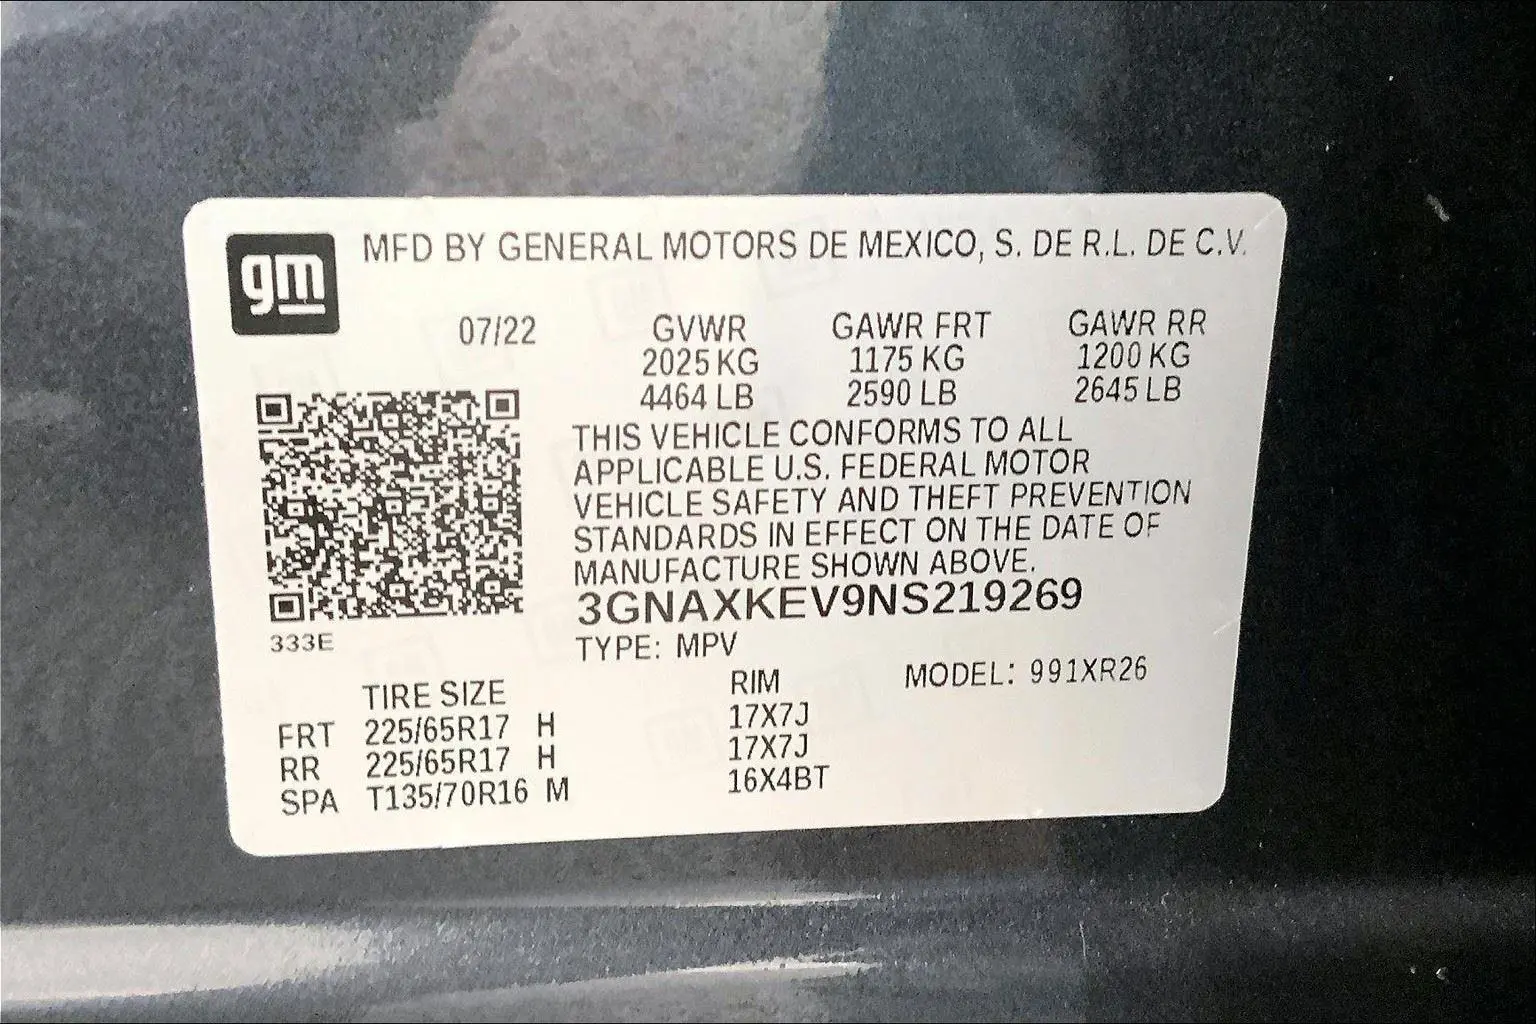 gm
MFD BY GENERAL MOTORS DE MEXICO, S. DE R.L. DE C.V.
07/22 GVWR GAWR FRT GAWR RR
2025 KG 1175 KG 1200 KG
4464 LB 2590 LB 2645 LB
THIS VEHICLE CONFORMS TO ALL
APPLICABLE U.S. FEDERAL MOTOR
VEHICLE SAFETY AND THEFT PREVENTION
STANDARDS IN EFFECT ON THE DATE OF
MANUFACTURE SHOWN ABOVE.
3GNAXKEV9NS219269
333E
TYPE: MPV
MODEL: 991XR26
TIRE SIZE RIM
FRT 225/65R17 H 17X7J
RR 225/65R17 H 17X7J
SPA T135/70R16 M 16X4BT